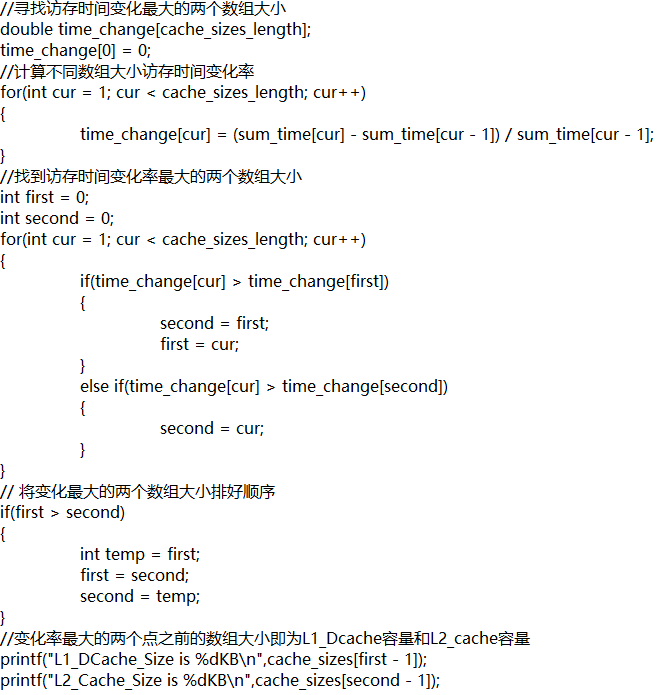 //寻找访存时间变化最大的两个数组大小
double time_change[cache_sizes_length];
time_change[0] = 0;
//计算不同数组大小访存时间变化率
for(int cur = 1; cur < cache_sizes_length; cur++)
{
time_change[cur] = (sum_time[cur] - sum_time[cur - 1]) / sum_time[cur - 1];
}
//找到访存时间变化率最大的两个数组大小
int first = 0;
int second = 0;
for(int cur = 1; cur < cache_sizes_length; cur++)
{
if(time_change[cur] > time_change[first])
{
second = first;
first = cur;
}
else if(time_change[cur] > time_change[second])
{
second = cur;
}
}
// 将变化最大的两个数组大小排好顺序
if(first > second)
{
int temp = first;
first = second;
second = temp;
}
//变化率最大的两个点之前的数组大小即为L1_Dcache容量和L2_cache容量
printf("L1_DCache_Size is %dKB\n",cache_sizes[first - 1]);
printf("L2_Cache_Size is %dKB\n",cache_sizes[second - 1]);